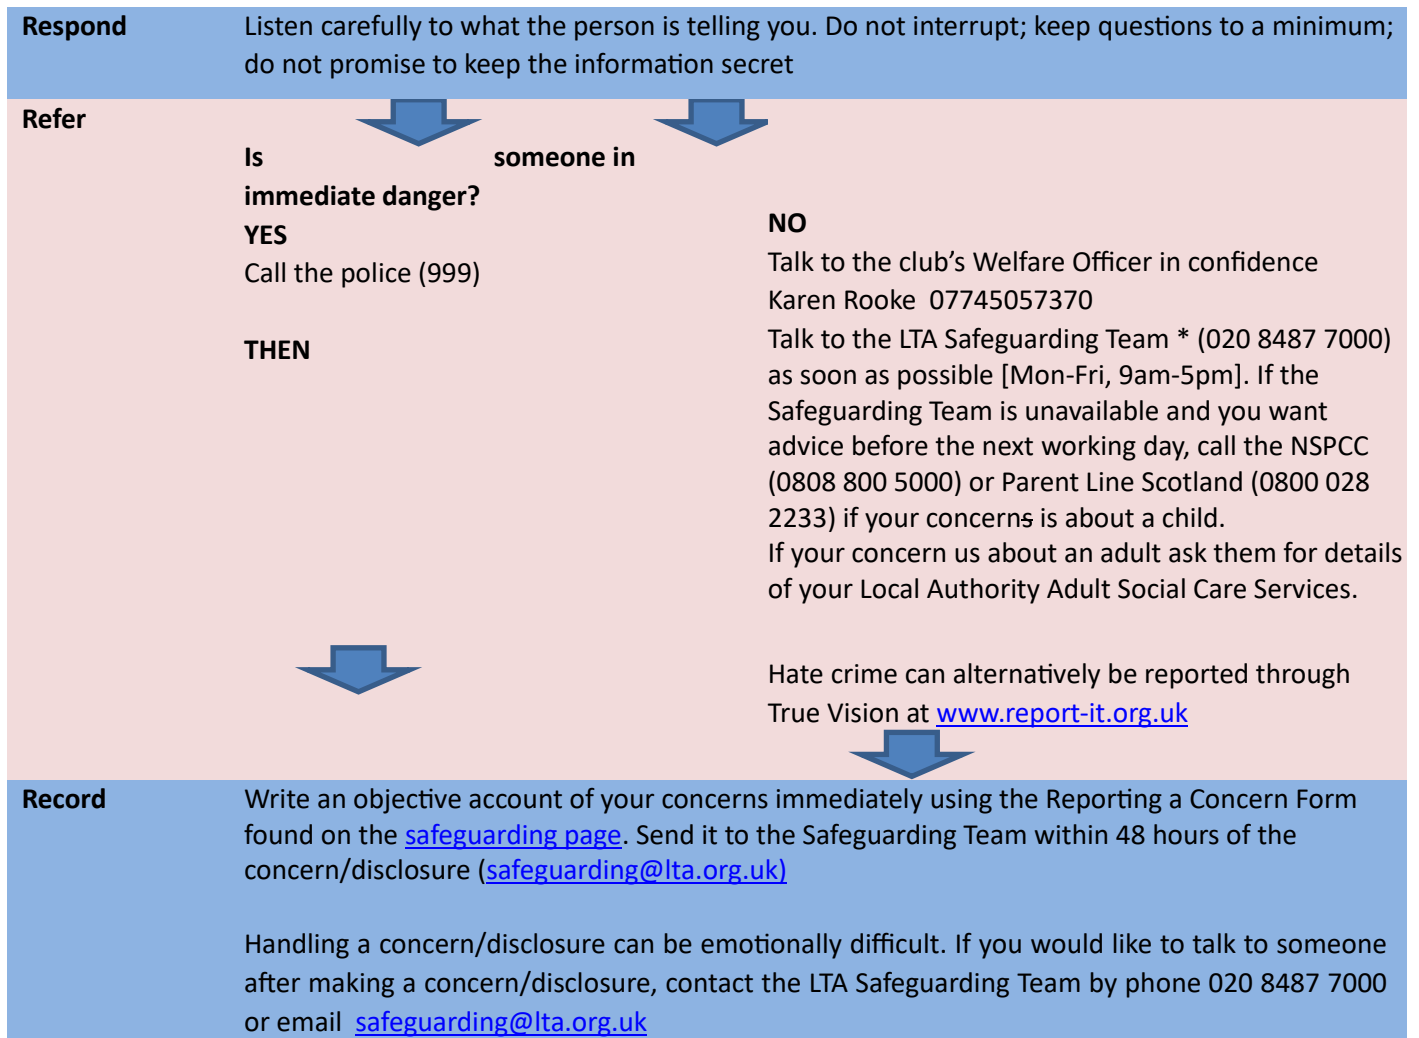 Respond
Listen carefully to what the person is telling you. Do not interrupt; keep questions to a minimum;
do not promise to keep the information secret
Refer
Is someone in
immediate danger?
YES
Call the police (999)
THEN
NO
Talk to the club’s Welfare Officer in confidence
Karen Rooke 07745057370
Talk to the LTA Safeguarding Team * (020 8487 7000)
as soon as possible [Mon-Fri, 9am-5pm]. If the
Safeguarding Team is unavailable and you want
advice before the next working day, call the NSPCC
(0808 800 5000) or Parent Line Scotland (0800 028
2233) if your concerns is about a child.
If your concern us about an adult ask them for details
of your Local Authority Adult Social Care Services.
Hate crime can alternatively be reported through
True Vision at www.report-it.org.uk
Record
Write an objective account of your concerns immediately using the Reporting a Concern Form
found on the safeguarding page. Send it to the Safeguarding Team within 48 hours of the
concern/disclosure (safeguarding@lta.org.uk)
Handling a concern/disclosure can be emotionally difficult. If you would like to talk to someone
after making a concern/disclosure, contact the LTA Safeguarding Team by phone 020 8487 7000
or email safeguarding@lta.org.uk